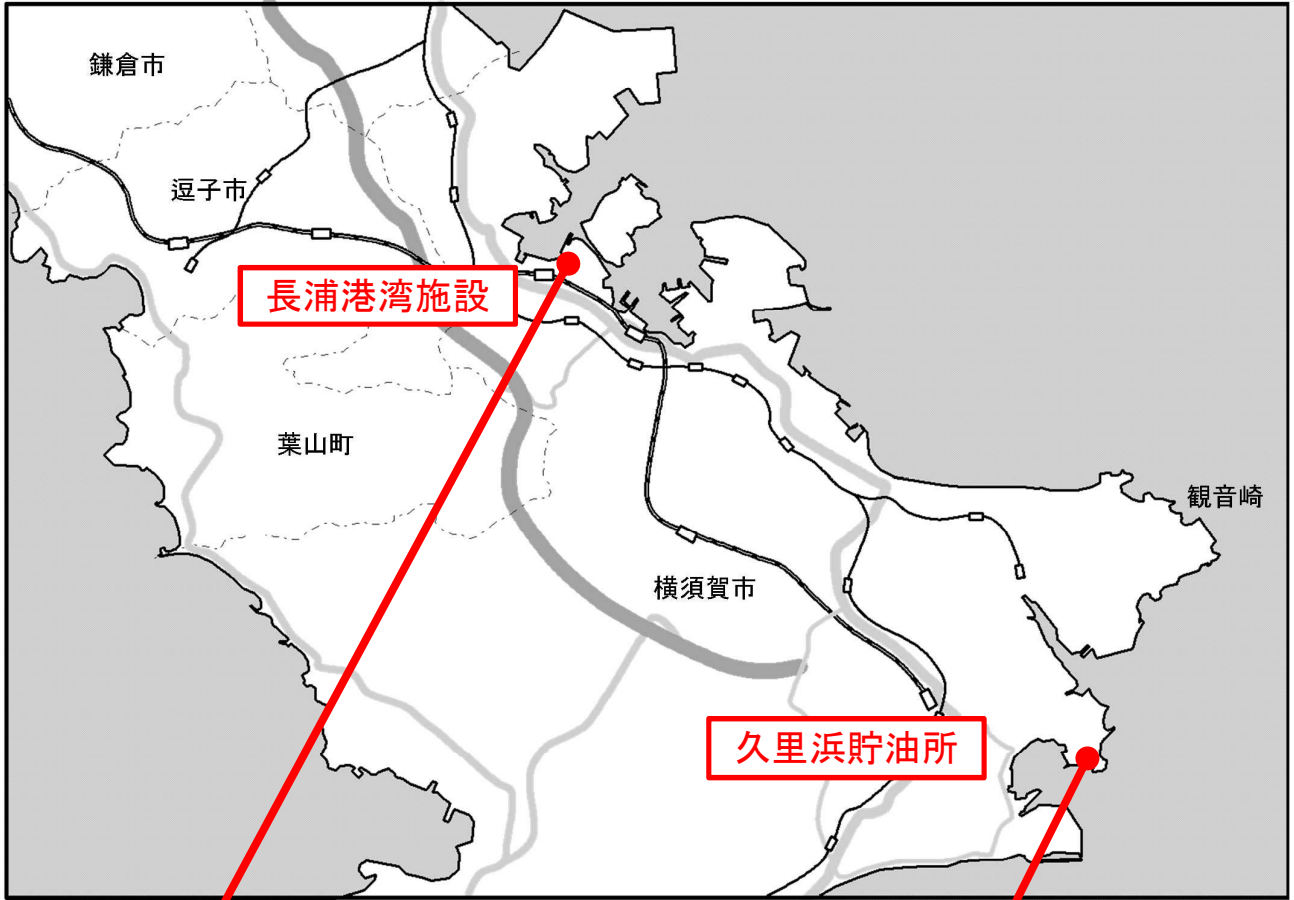 鎌倉市
逗子市
長浦港湾施設
葉山町
観音崎
横須賀市
久里浜貯油所